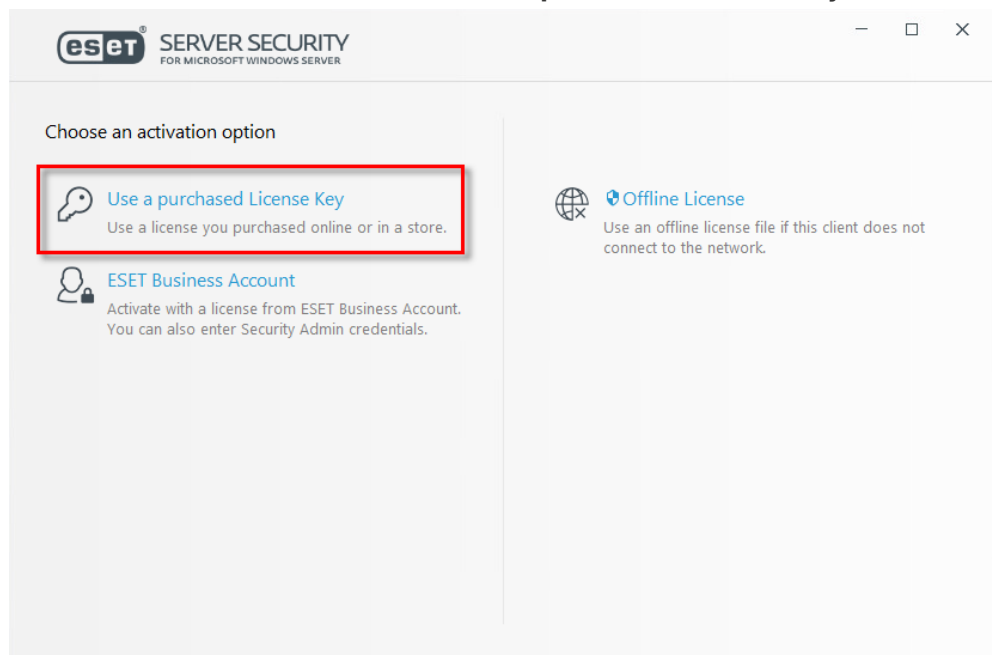 eset® SERVER SECURITY
FOR MICROSOFT WINDOWS SERVER
Choose an activation option
Use a purchased License Key
Use a license you purchased online or in a store.
ESET Business Account
Activate with a license from ESET Business Account.
You can also enter Security Admin credentials.
Offline License
Use an offline license file if this client does not
connect to the network.